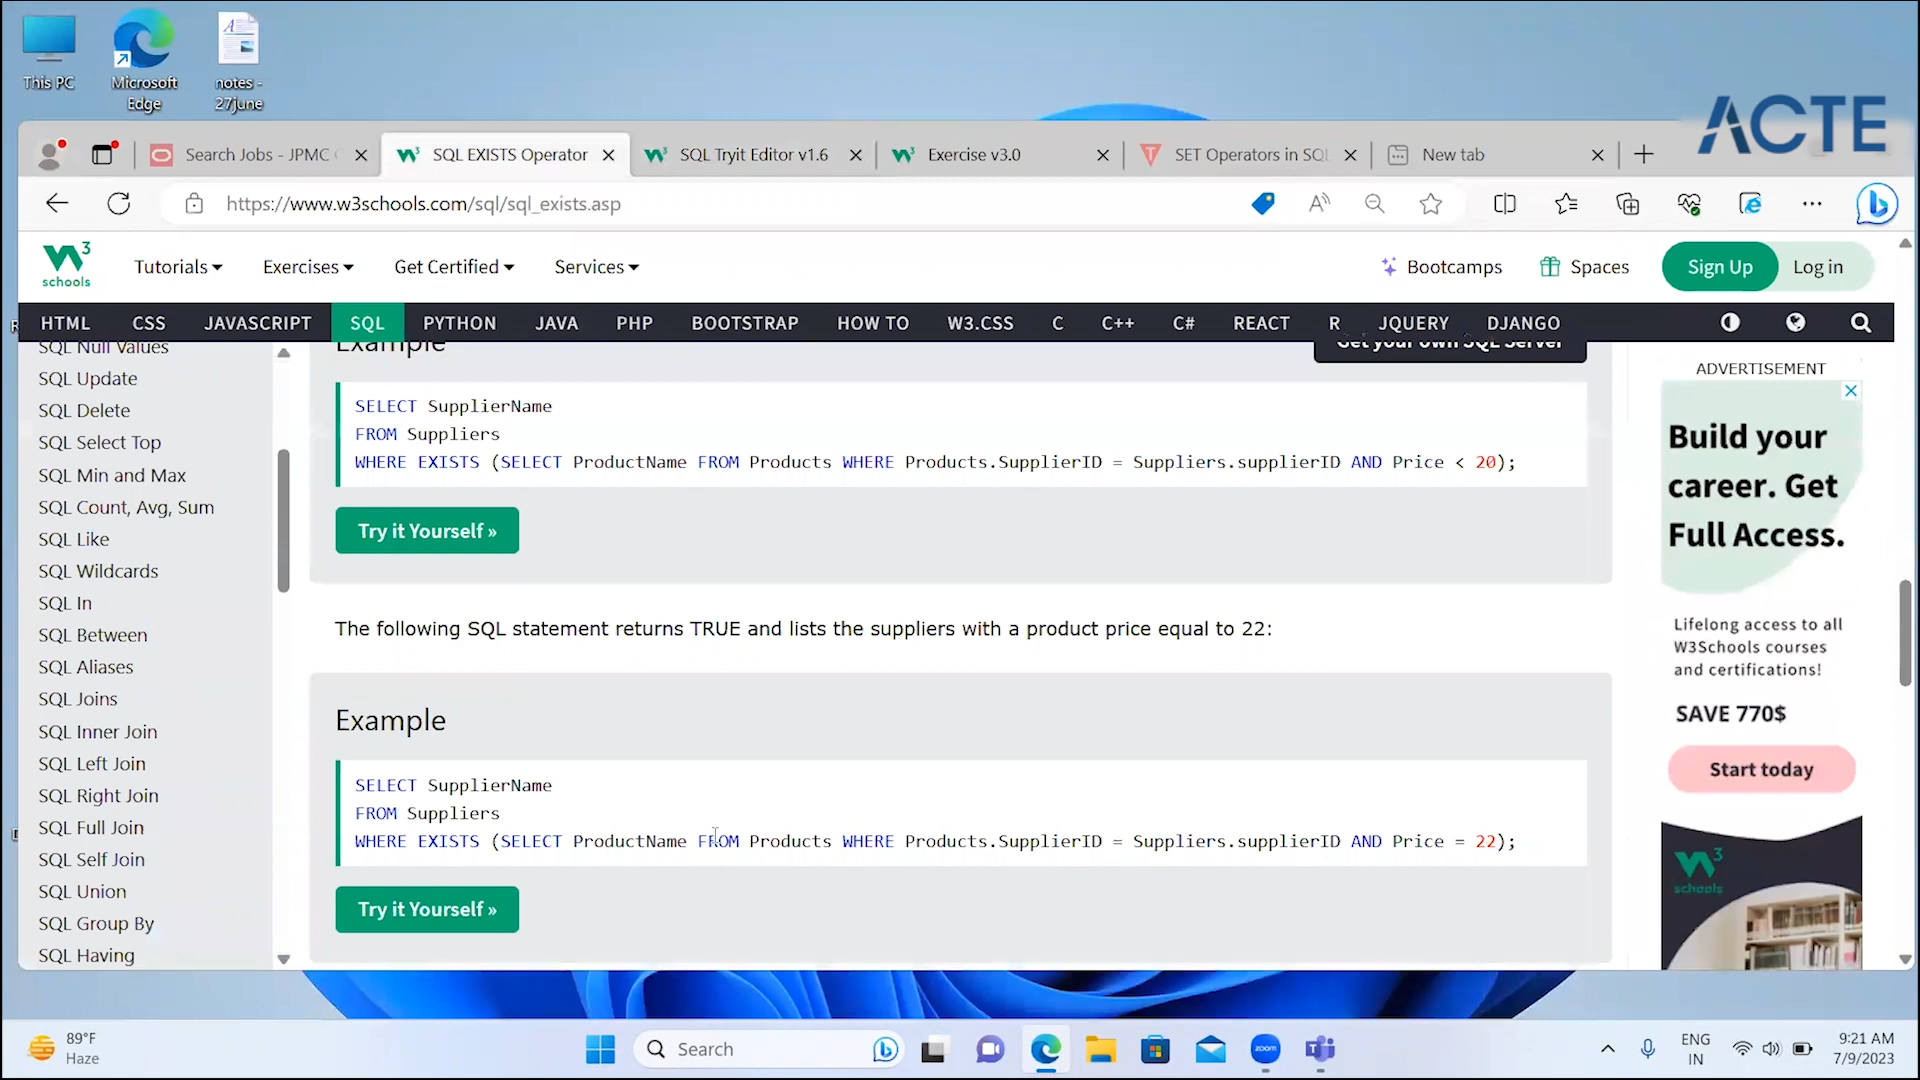 This PC
Microsoft Edge
notes - 27june
ACTE
Search Jobs - JPMC
SQL EXISTS Operator
SQL Tryit Editor v1.6
Exercise v3.0
SET Operators in SQL
New tab
https://www.w3schools.com/sql/sql_exists.asp
W3 schools
Tutorials
Exercises
Get Certified
Services
Bootcamps
Spaces
Sign Up
Log in
HTML
CSS
JAVASCRIPT
SQL
PYTHON
JAVA
PHP
BOOTSTRAP
HOW TO
W3.CSS
C
C++
C#
REACT
R
JQUERY
DJANGO
SQL Null Values
SQL Update
SQL Delete
SQL Select Top
SQL Min and Max
SQL Count, Avg, Sum
SQL Like
SQL Wildcards
SQL In
SQL Between
SQL Aliases
SQL Joins
SQL Inner Join
SQL Left Join
SQL Right Join
SQL Full Join
SQL Self Join
SQL Union
SQL Group By
SQL Having
Example
Get your own SQL Server
SELECT SupplierName
FROM Suppliers
WHERE EXISTS (SELECT ProductName FROM Products WHERE Products.SupplierID = Suppliers.supplierID AND Price < 20);
Try it Yourself »
The following SQL statement returns TRUE and lists the suppliers with a product price equal to 22:
Example
SELECT SupplierName
FROM Suppliers
WHERE EXISTS (SELECT ProductName FROM Products WHERE Products.SupplierID = Suppliers.supplierID AND Price = 22);
Try it Yourself »
ADVERTISEMENT
Build your
career. Get
Full Access.
Lifelong access to all
W3Schools courses
and certifications!
SAVE 770$
Start today
W3 schools
89°F
Haze
Search
zoom
ENG
IN
9:21 AM
7/9/2023